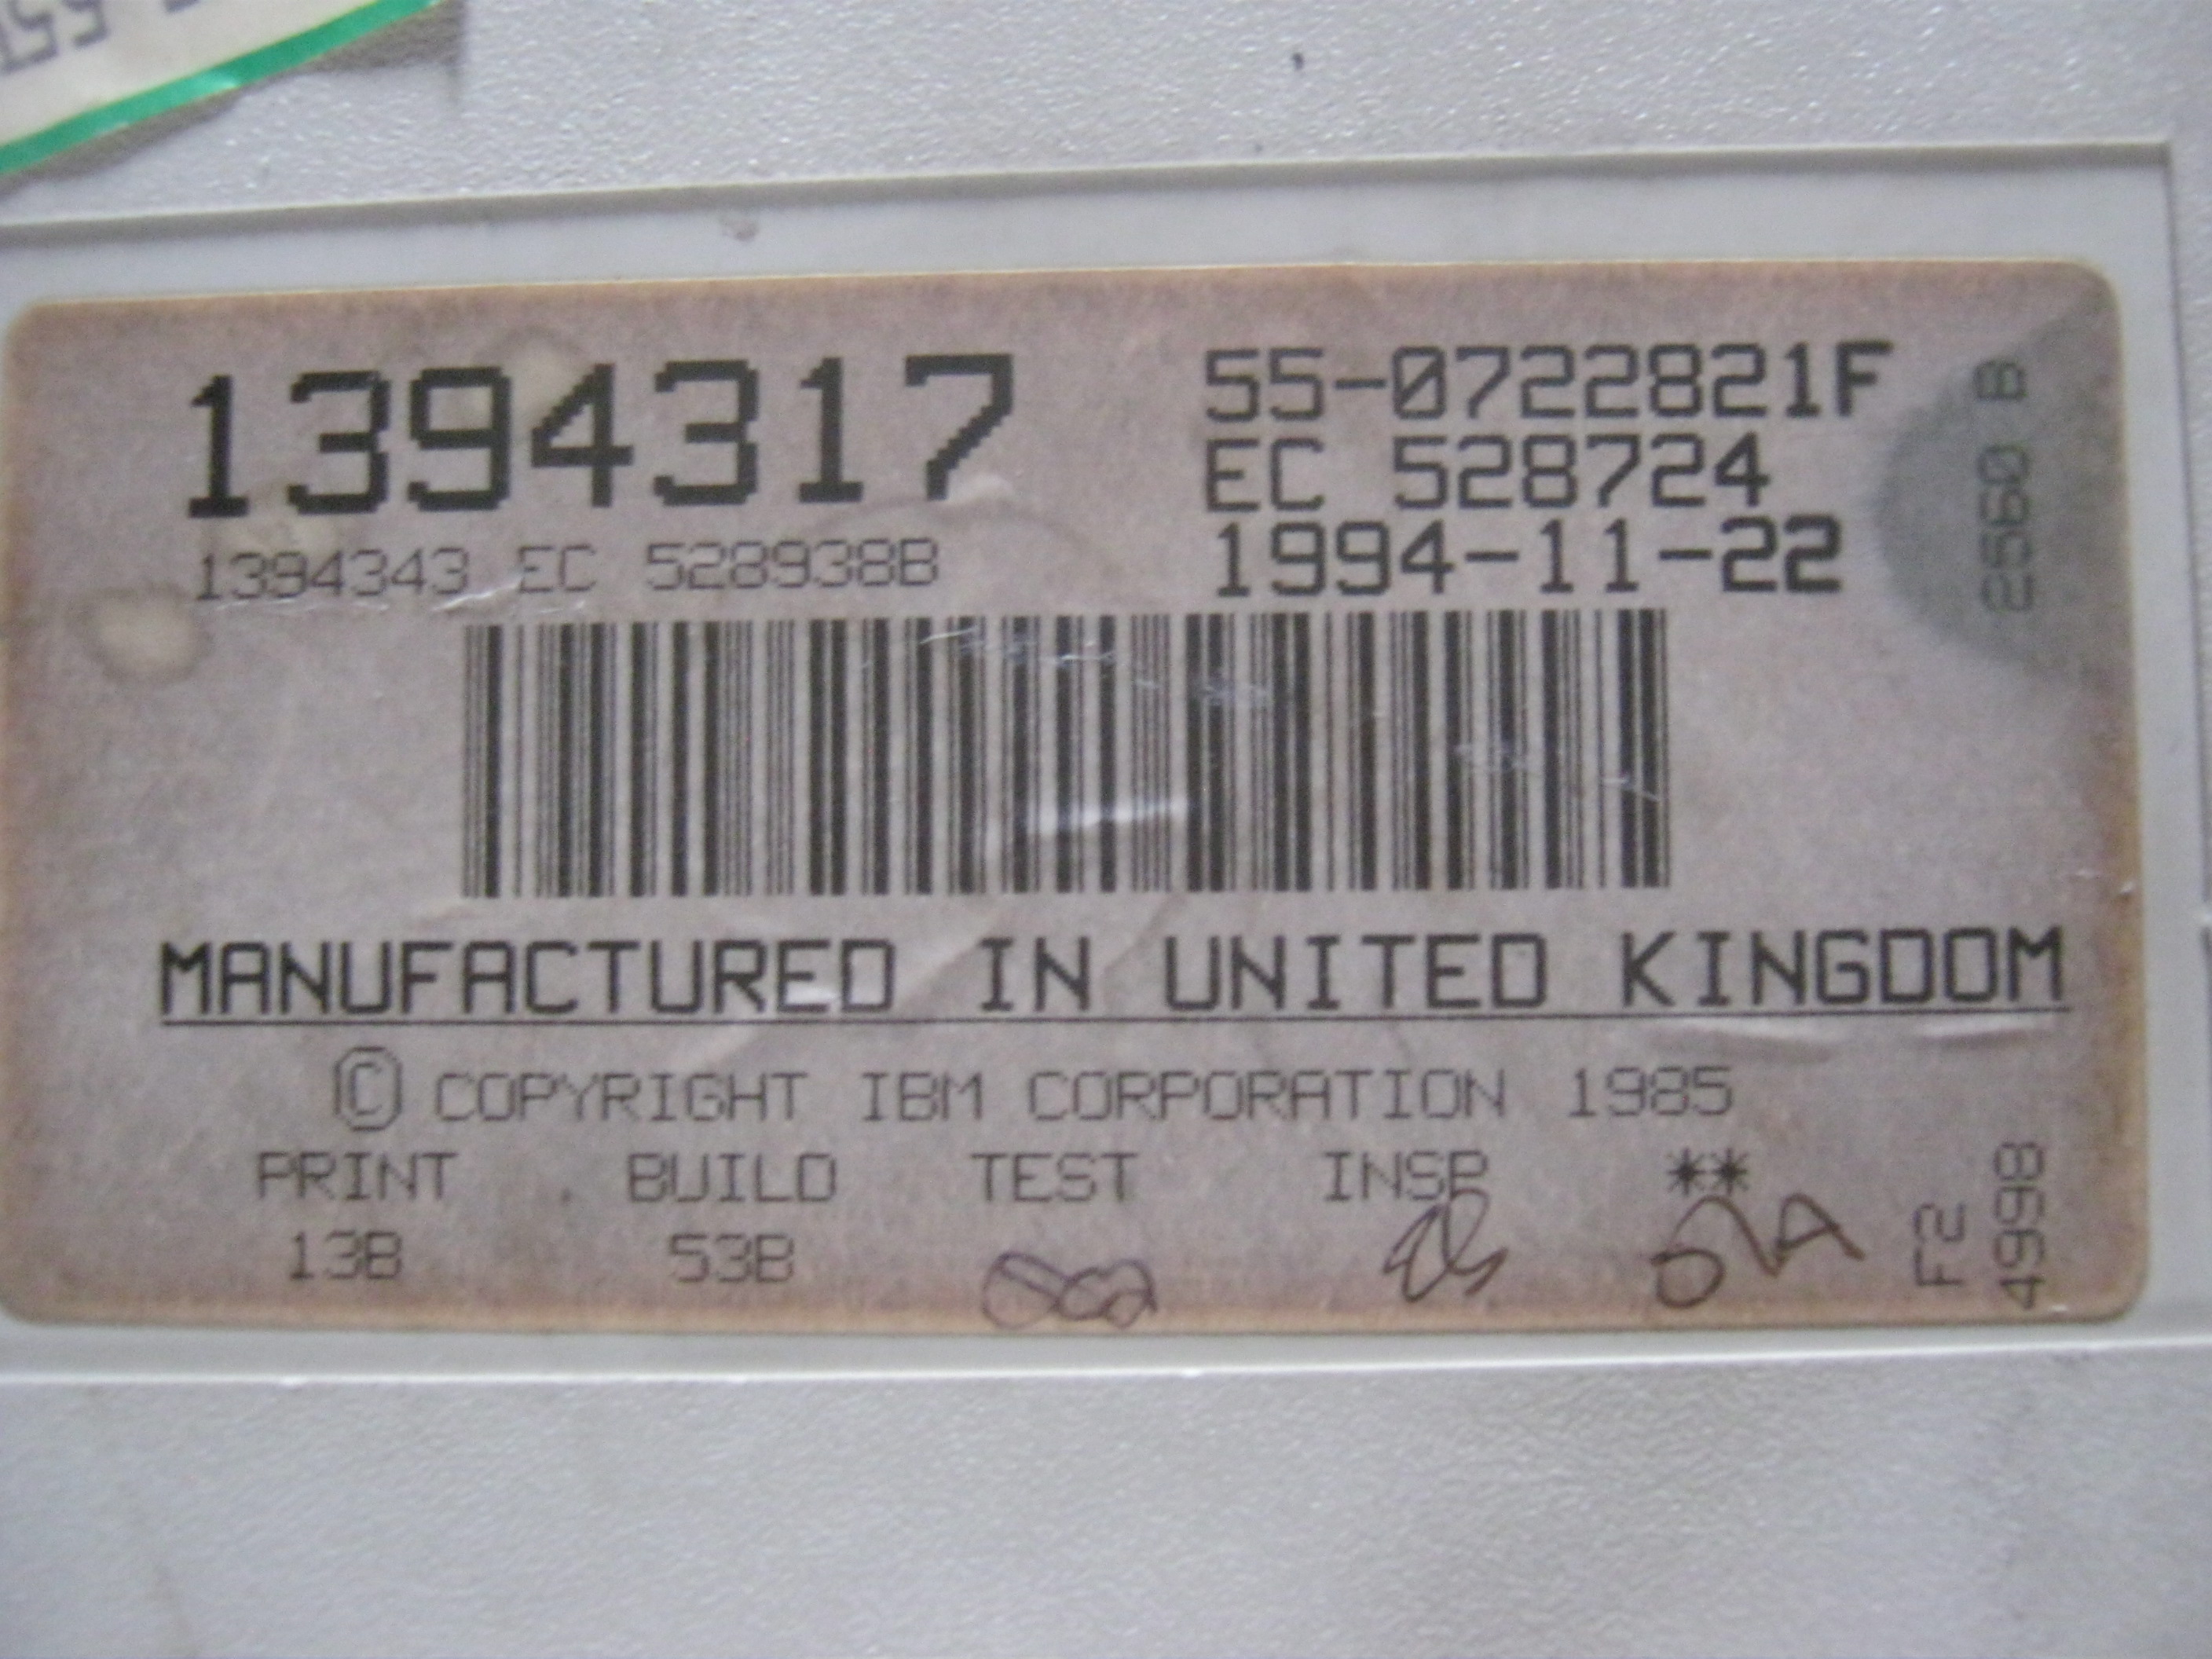 1394317
55-0722821F
EC 528724
1994-11-22
1394343 EC 528938B
2560 B
MANUFACTURED IN UNITED KINGDOM
© COPYRIGHT IBM CORPORATION 1985
PRINT BUILD TEST INSP **
13B 53B
F2
4998